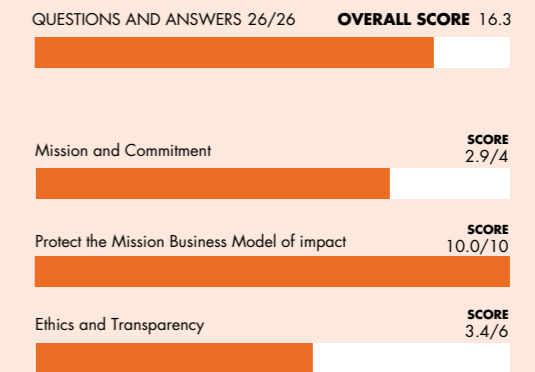 QUESTIONS AND ANSWERS 26/26 OVERALL SCORE 16.3
Mission and Commitment
SCORE
2.9/4
Protect the Mission Business Model of impact
SCORE
10.0/10
Ethics and Transparency
SCORE
3.4/6